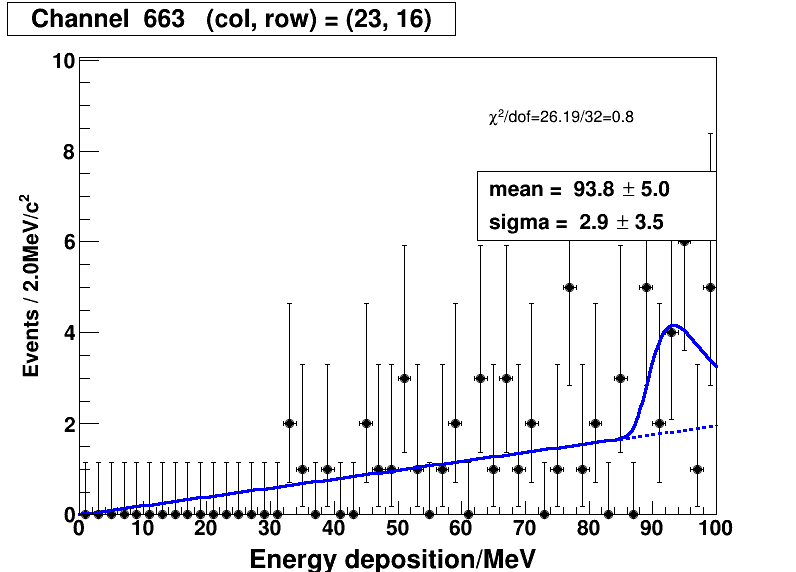 Channel 663 (col, row) = (23, 16)
10
8
6
4
2
0
Events / 2.0MeV/c²
χ²/dof=26.19/32=0.8
mean = 93.8 ± 5.0
sigma = 2.9 ± 3.5
0 10 20 30 40 50 60 70 80 90 100
Energy deposition/MeV